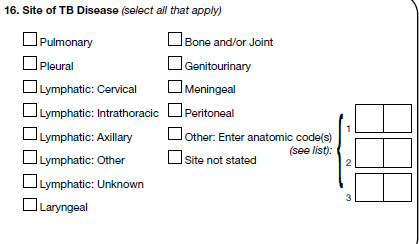 16. Site of TB Disease (select all that apply)
Pulmonary
Pleural
Lymphatic: Cervical
Lymphatic: Intrathoracic
Lymphatic: Axillary
Lymphatic: Other
Lymphatic: Unknown
Laryngeal
Bone and/or Joint
Genitourinary
Meningeal
Peritoneal
Other: Enter anatomic code(s)
(see list):
Site not stated
1
2
3